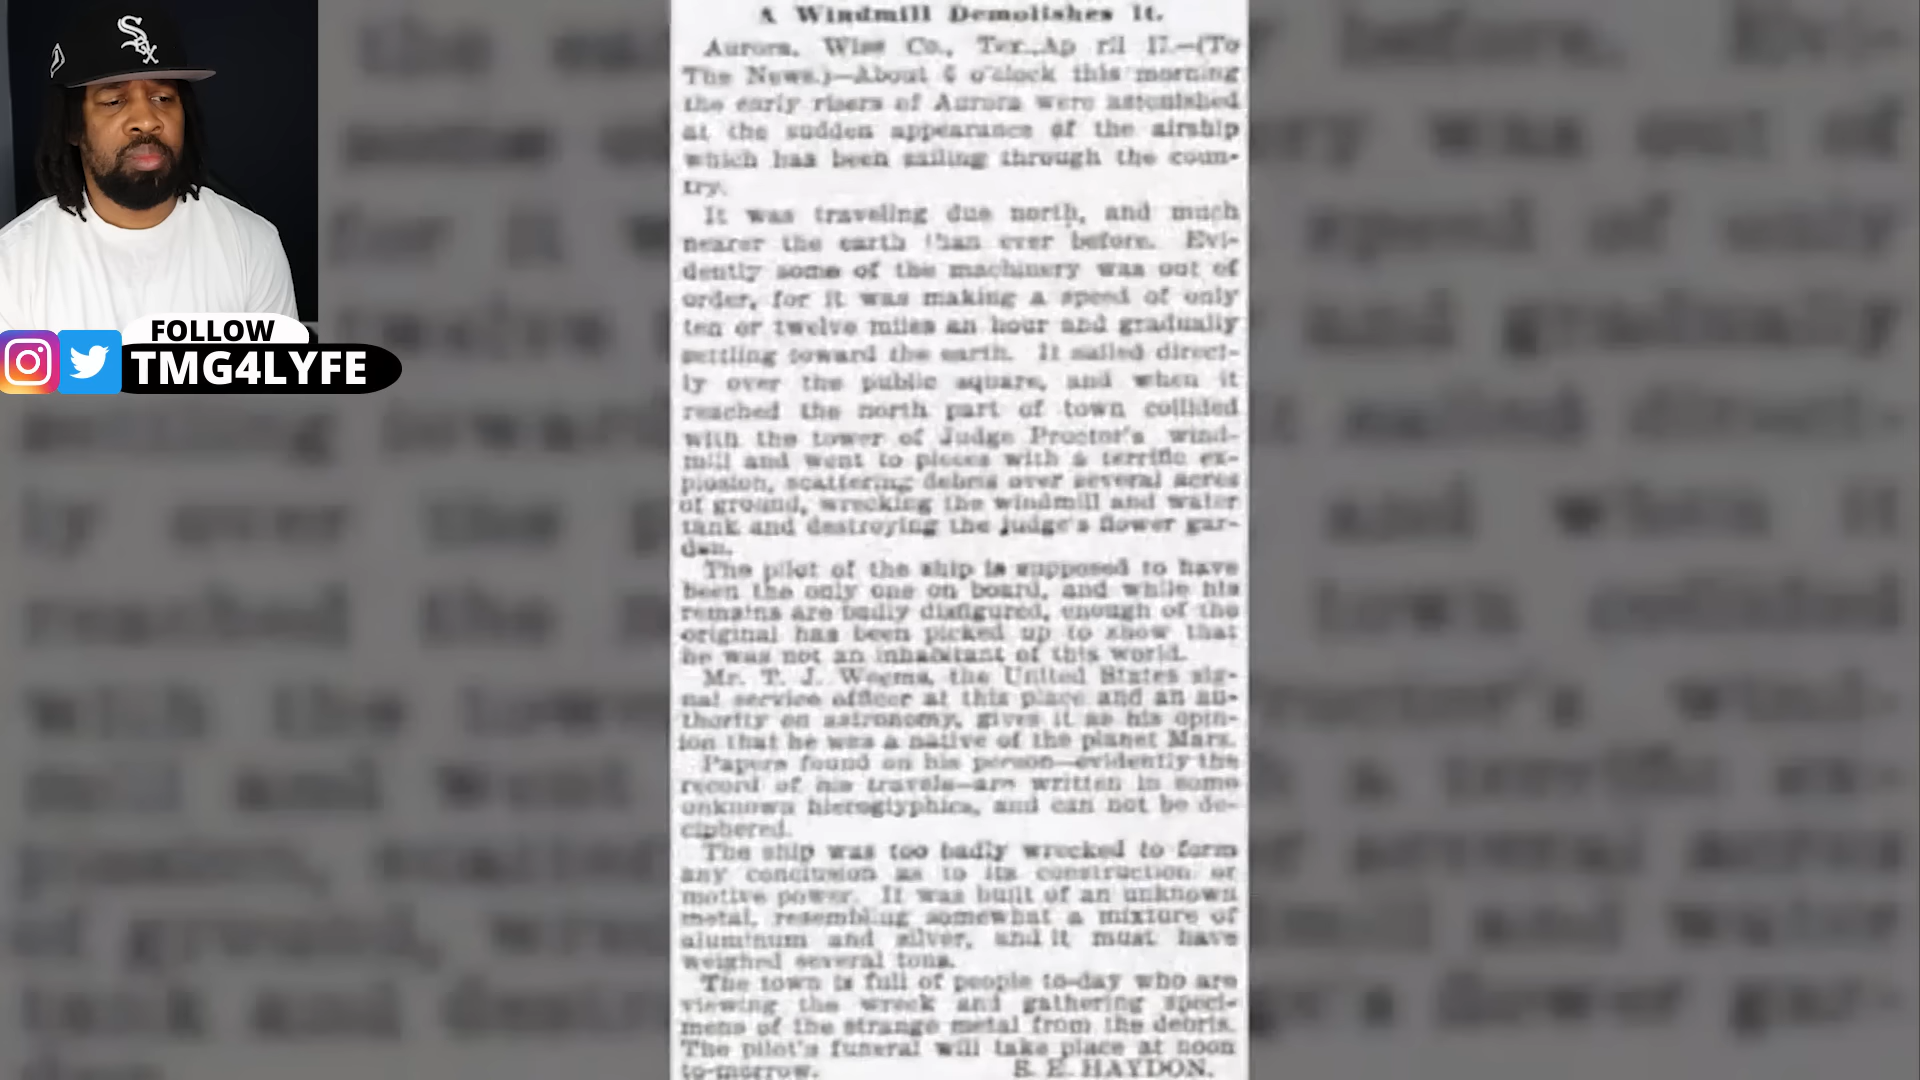 A Windmill Demolishes It.
Aurora, Wise Co., Tex.,Ap ril 17.—(To
The News.)—About 6 o'clock this morning
the early risers of Aurora were astonished
at the sudden appearance of the airship
which has been sailing through the coun-
try.
It was traveling due north, and much
nearer the earth than ever before. Evi-
dently some of the machinery was out of
order, for it was making a speed of only
ten or twelve miles an hour and gradually
settling toward the earth. It sailed direct-
ly over the public square, and when it
reached the north part of town collided
with the tower of Judge Proctor's wind-
mill and went to pieces with a terrific ex-
plosion, scattering debris over several acres
of ground, wrecking the windmill and water
tank and destroying the judge's flower gar-
den.
The pilot of the ship is supposed to have
been the only one on board, and while his
remains are badly disfigured, enough of the
original has been picked up to show that
he was not an inhabitant of this world.
Mr. T. J. Weems, the United States sig-
nal service officer at this place and an au-
thority on astronomy, gives it as his opin-
ion that he was a native of the planet Mars.
Papers found on his person—evidently the
record of his travels—are written in some
unknown hieroglyphics, and can not be de-
ciphered.
The ship was too badly wrecked to form
any conclusion as to its construction or
motive power. It was built of an unknown
metal, resembling somewhat a mixture of
aluminum and silver, and it must have
weighed several tons.
The town is full of people to-day who are
viewing the wreck and gathering speci-
mens of the strange metal from the debris.
The pilot's funeral will take place at noon
to-morrow. S. E. HAYDON.
Sox
FOLLOW
TMG4LYFE